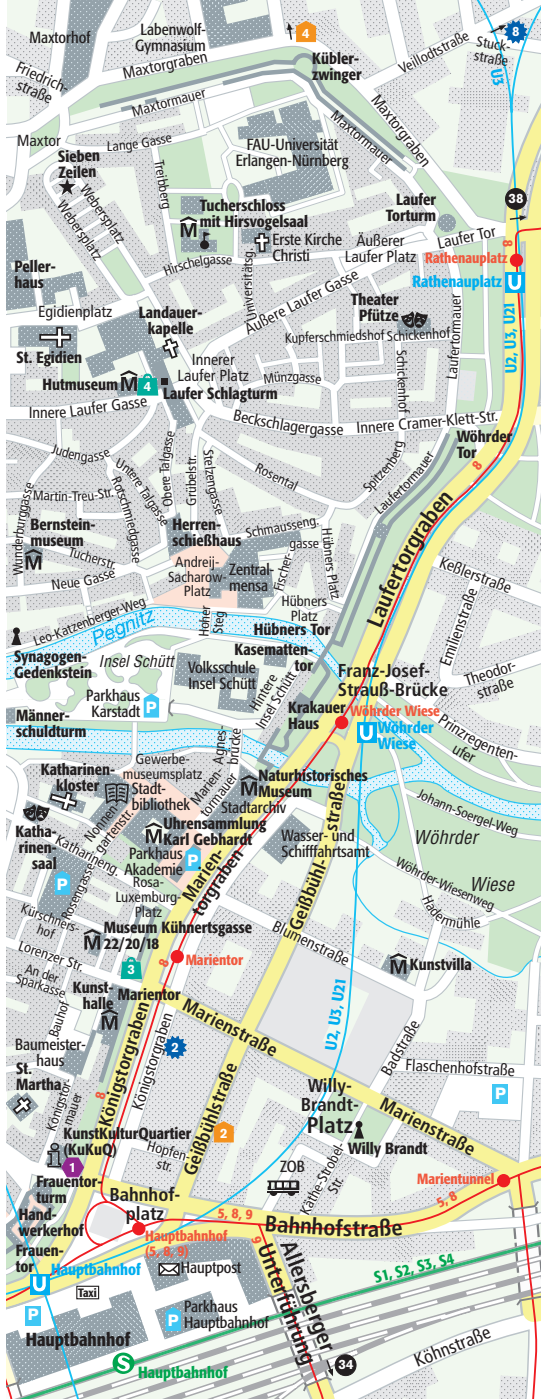 Maxtorhof
Labenwolf-
Gymnasium
4
Kübler-
zwinger
Veillodtstraße
Stuck-
straße
8
U3
Friedrich-
straße
Maxtorgraben
Maxtormauer
Maxtormauer
Maxtorgraben
Maxtor
Lange Gasse
FAU-Universität
Erlangen-Nürnberg
Sieben
Zeilen
Webersplatz
Webersplatz
Treibberg
Tucherschloss
mit Hirsvogelsaal
Laufer
Torturm
38
Erste Kirche
Christi
Äußerer
Laufer Platz
Laufer Tor
8
Rathenauplatz
Rathenauplatz
U
Hirschelgasse
Universitätsg.
Peller-
haus
Äußere Laufer Gasse
Theater
Pfütze
Egidienplatz
Landauer-
kapelle
Kupferschmiedshof
Schickenhof
Laufertormauer
U2, U3, U21
St. Egidien
Innerer
Laufer Platz
Schickenhof
Hutmuseum
4
Laufer Schlagturm
Münzgasse
Innere Laufer Gasse
Beckschlagergasse
Innere Cramer-Klett-Str.
Wöhrder
Tor
8
Judengasse
Untere Talgasse
Obere Talgasse
Grübelstr.
Stelzengasse
Rosental
Spitzenberg
Laufertormauer
Wunderburggasse
Martin-Treu-Str.
Rotschmiedgasse
Bernstein-
museum
Herren-
schießhaus
Schmausseng.
Laufertorgraben
Tucherstr.
Andreij-
Sacharow-
Platz
Zentral-
mensa
Fischer-
gasse
Hübners Platz
Keßlerstraße
Neue Gasse
Leo-Katzenberger-Weg
Hübners
Platz
Emilienstraße
Pegnitz
Hoher
Steg
Hübners Tor
Synagogen-
Gedenkstein
Insel Schütt
Volksschule
Insel Schütt
Kasematten-
tor
Franz-Josef-
Strauß-Brücke
Theodor-
straße
Parkhaus
Karstadt
P
Hintere
Insel Schütt
Krakauer
Haus
Wöhrder Wiese
U
Wöhrder
Wiese
Prinzregenten-
ufer
Männer-
schuldturm
Agnes-
brücke
Gewerbe-
museumsplatz
Katharinen-
kloster
Stadt-
bibliothek
Marien-
tormauer
Naturhistorisches
Museum
Stadtarchiv
Johann-Soergel-Weg
Nonnen-
gartenstr.
Uhrensammlung
Karl Gebhardt
Wasser- und
Schifffahrtsamt
Wöhrder
Wiese
Katha-
rinen-
saal
Kathárineng.
Parkhaus
Akademie
P
Marien-
torgraben
Geißbühlstraße
Wöhrder-Wiesenweg
P
Rosengasse
Rosa-
Luxemburg-
Platz
Hadermühle
Kürschners-
hof
Museum Kühnertsgasse
22/20/18
Blumenstraße
Lorenzer Str.
3
8
Marientor
Kunstvilla
An der
Sparkasse
Kunst-
halle
Marientor
U2, U3, U21
Bauhof
Königstorgraben
Königstorgraben
2
Marienstraße
Badstraße
Baumeister-
haus
Flaschenhofstraße
St.
Martha
8
Königstor-
mauer
Geißbühlstraße
Willy-
Brandt-
Platz
Marienstraße
P
KunstKulturQuartier
(KuKuQ)
2
Willy Brandt
1
Hopfen-
str.
ZOB
Käthe-Strobel-
Str.
Marientunnel
Frauentor-
turm
Bahnhof-
platz
5, 8, 9
Bahnhofstraße
5, 8
Hand-
werkerhof
Hauptbahnhof
(5, 8, 9)
9
Frauen-
tor
U
Hauptbahnhof
Hauptpost
Allersberger
Unterführung
S1, S2, S3, S4
Taxi
P
P
Parkhaus
Hauptbahnhof
Hauptbahnhof
S
Hauptbahnhof
34
Köhnstraße